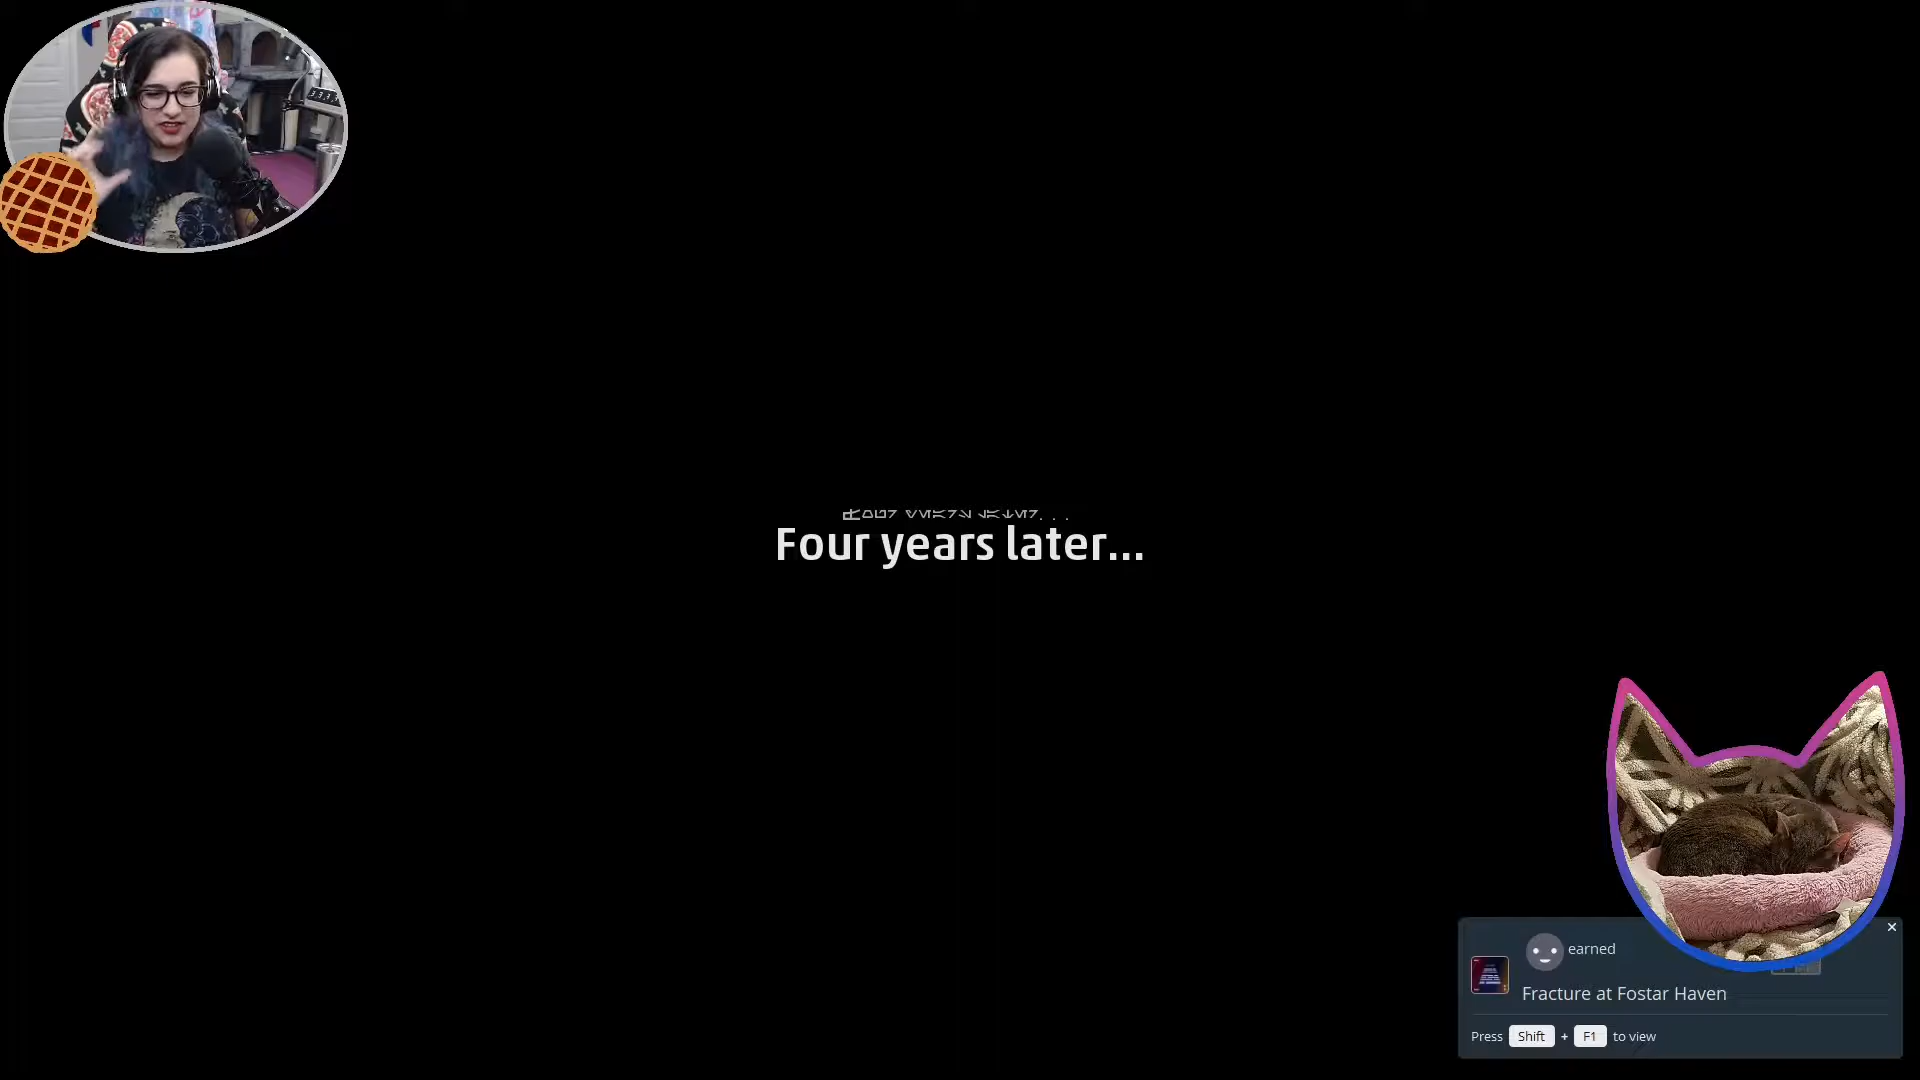 Four years later...
earned
Fracture at Fostar Haven
Press Shift + F1 to view